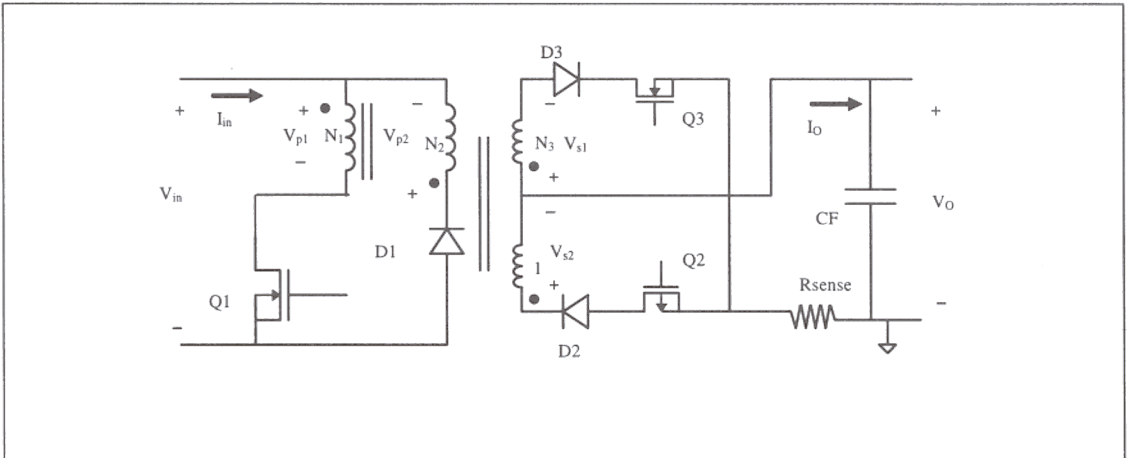 D3
+
Iin
+
Vp1
N1
−
Vp2
−
N2
+
−
N3
Vs1
+
Q3
IO
+
Vin
−
CF
VO
D1
Vs2
1
+
Q2
Rsense
−
Q1
−
D2